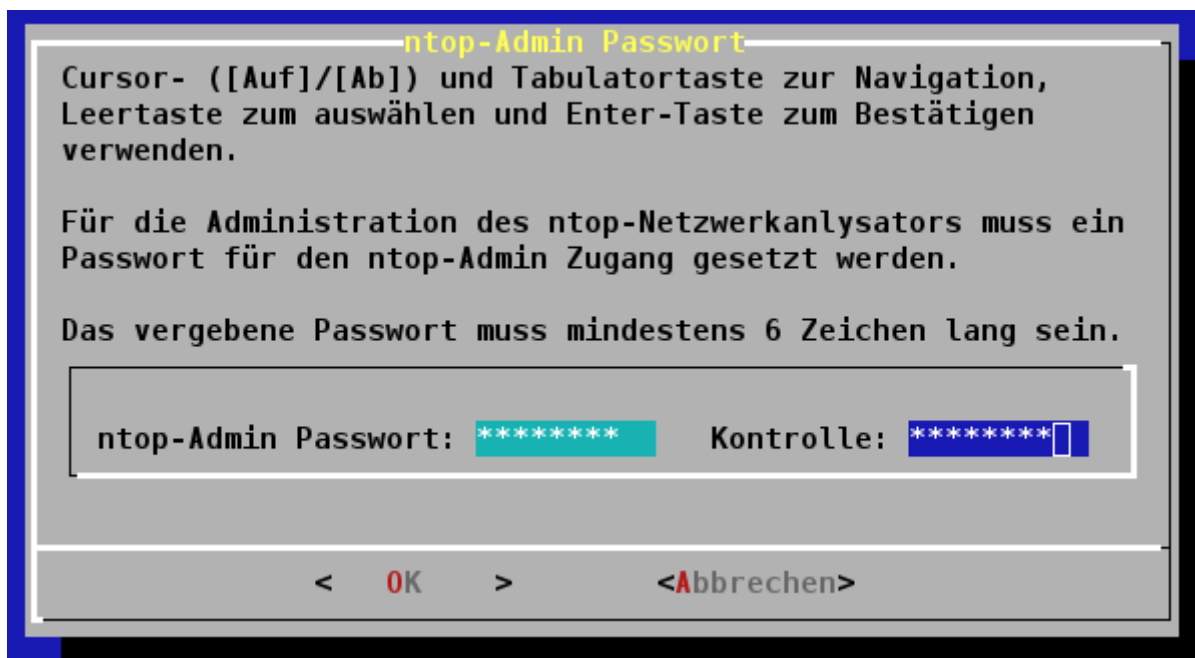 ntop-Admin Passwort
Cursor- ([Auf]/[Ab]) und Tabulatortaste zur Navigation,
Leertaste zum auswählen und Enter-Taste zum Bestätigen
verwenden.
Für die Administration des ntop-Netzwerkanlysators muss ein
Passwort für den ntop-Admin Zugang gesetzt werden.
Das vergebene Passwort muss mindestens 6 Zeichen lang sein.
ntop-Admin Passwort: ******** Kontrolle: ********
< OK > <Abbrechen>